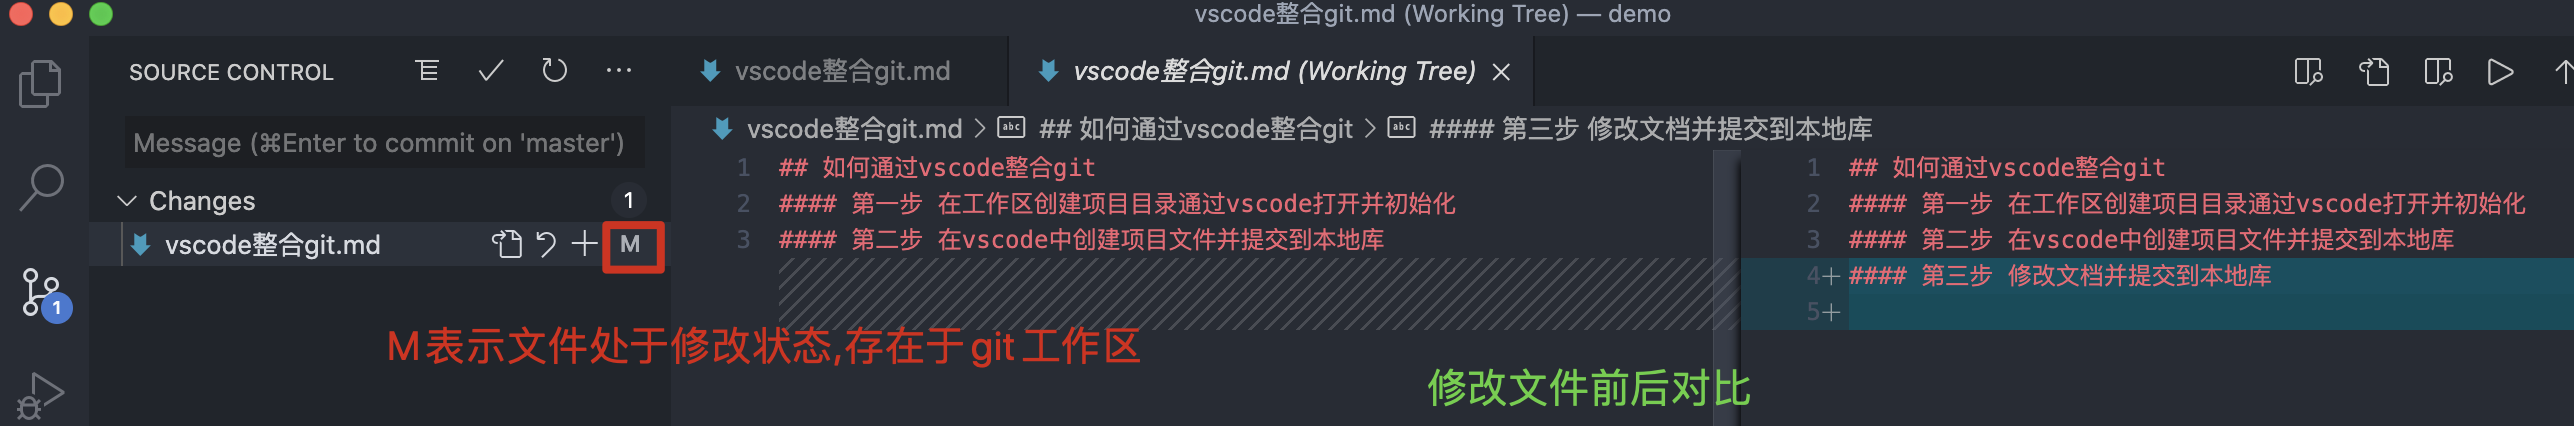 vscode整合git.md (Working Tree) — demo
SOURCE CONTROL
vscode整合git.md
vscode整合git.md (Working Tree)
Message (⌘Enter to commit on 'master')
vscode整合git.md > ## 如何通过vscode整合git > #### 第三步 修改文档并提交到本地库
Changes 1
vscode整合git.md M
1
1 ## 如何通过vscode整合git
2 #### 第一步 在工作区创建项目目录通过vscode打开并初始化
3 #### 第二步 在vscode中创建项目文件并提交到本地库
1 ## 如何通过vscode整合git
2 #### 第一步 在工作区创建项目目录通过vscode打开并初始化
3 #### 第二步 在vscode中创建项目文件并提交到本地库
4+ #### 第三步 修改文档并提交到本地库
5+
M表示文件处于修改状态,存在于git工作区
修改文件前后对比